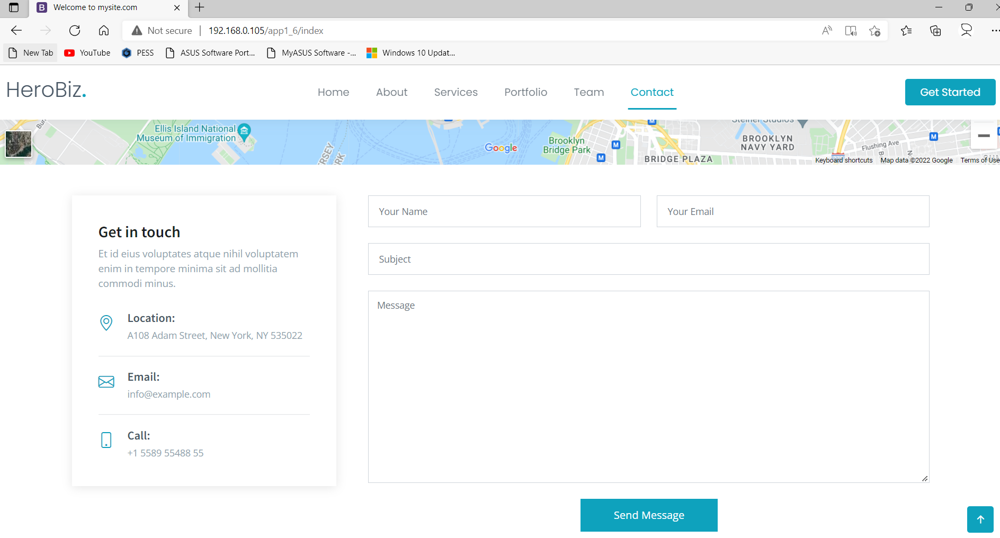 Welcome to mysite.com
Not secure
192.168.0.105/app1_6/index
New Tab
YouTube
PESS
ASUS Software Port...
MyASUS Software -...
Windows 10 Updat...
HeroBiz.
Home
About
Services
Portfolio
Team
Contact
Get Started
Ellis Island National
Museum of Immigration
Google
Brooklyn
Bridge Park
BRIDGE PLAZA
Steiner Studios
BROOKLYN
NAVY YARD
Flushing Ave
Keyboard shortcuts
Map data ©2022 Google
Terms of Use
Get in touch
Et id eius voluptates atque nihil voluptatem
enim in tempore minima sit ad mollitia
commodi minus.
Location:
A108 Adam Street, New York, NY 535022
Email:
info@example.com
Call:
+1 5589 55488 55
Your Name
Your Email
Subject
Message
Send Message